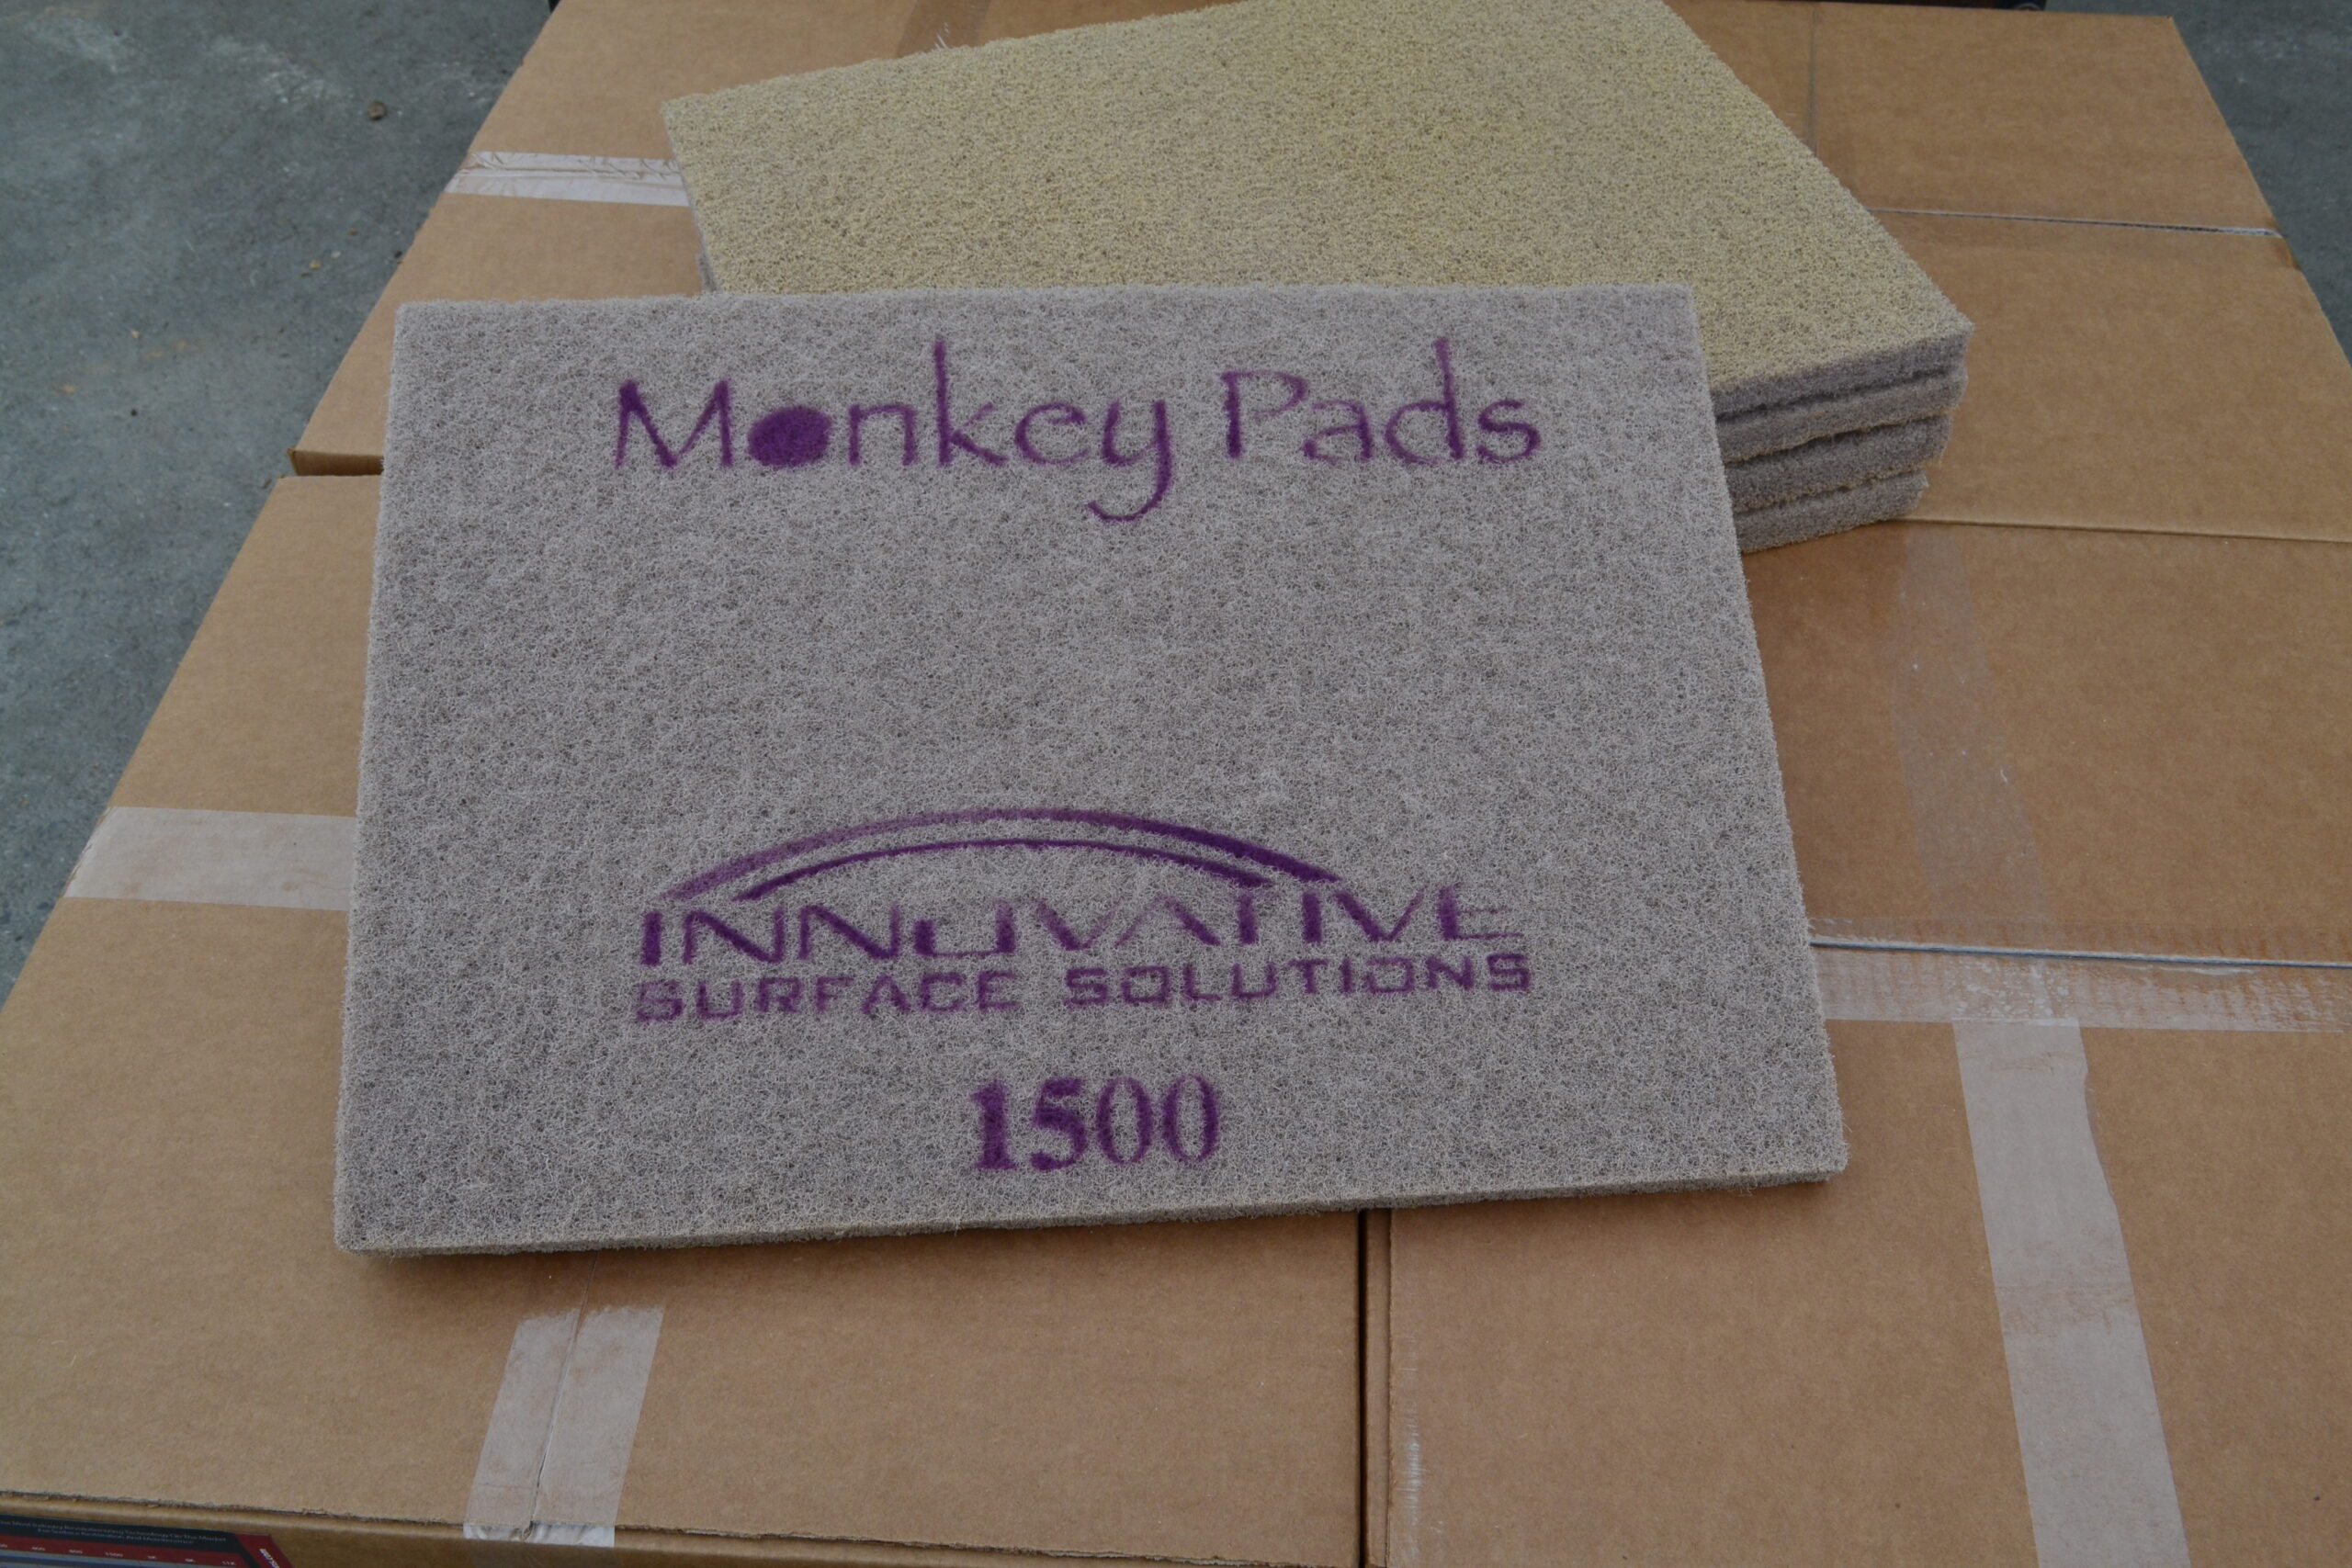 Monkey Pads
INNOVATIVE
SURFACE SOLUTIONS
1500